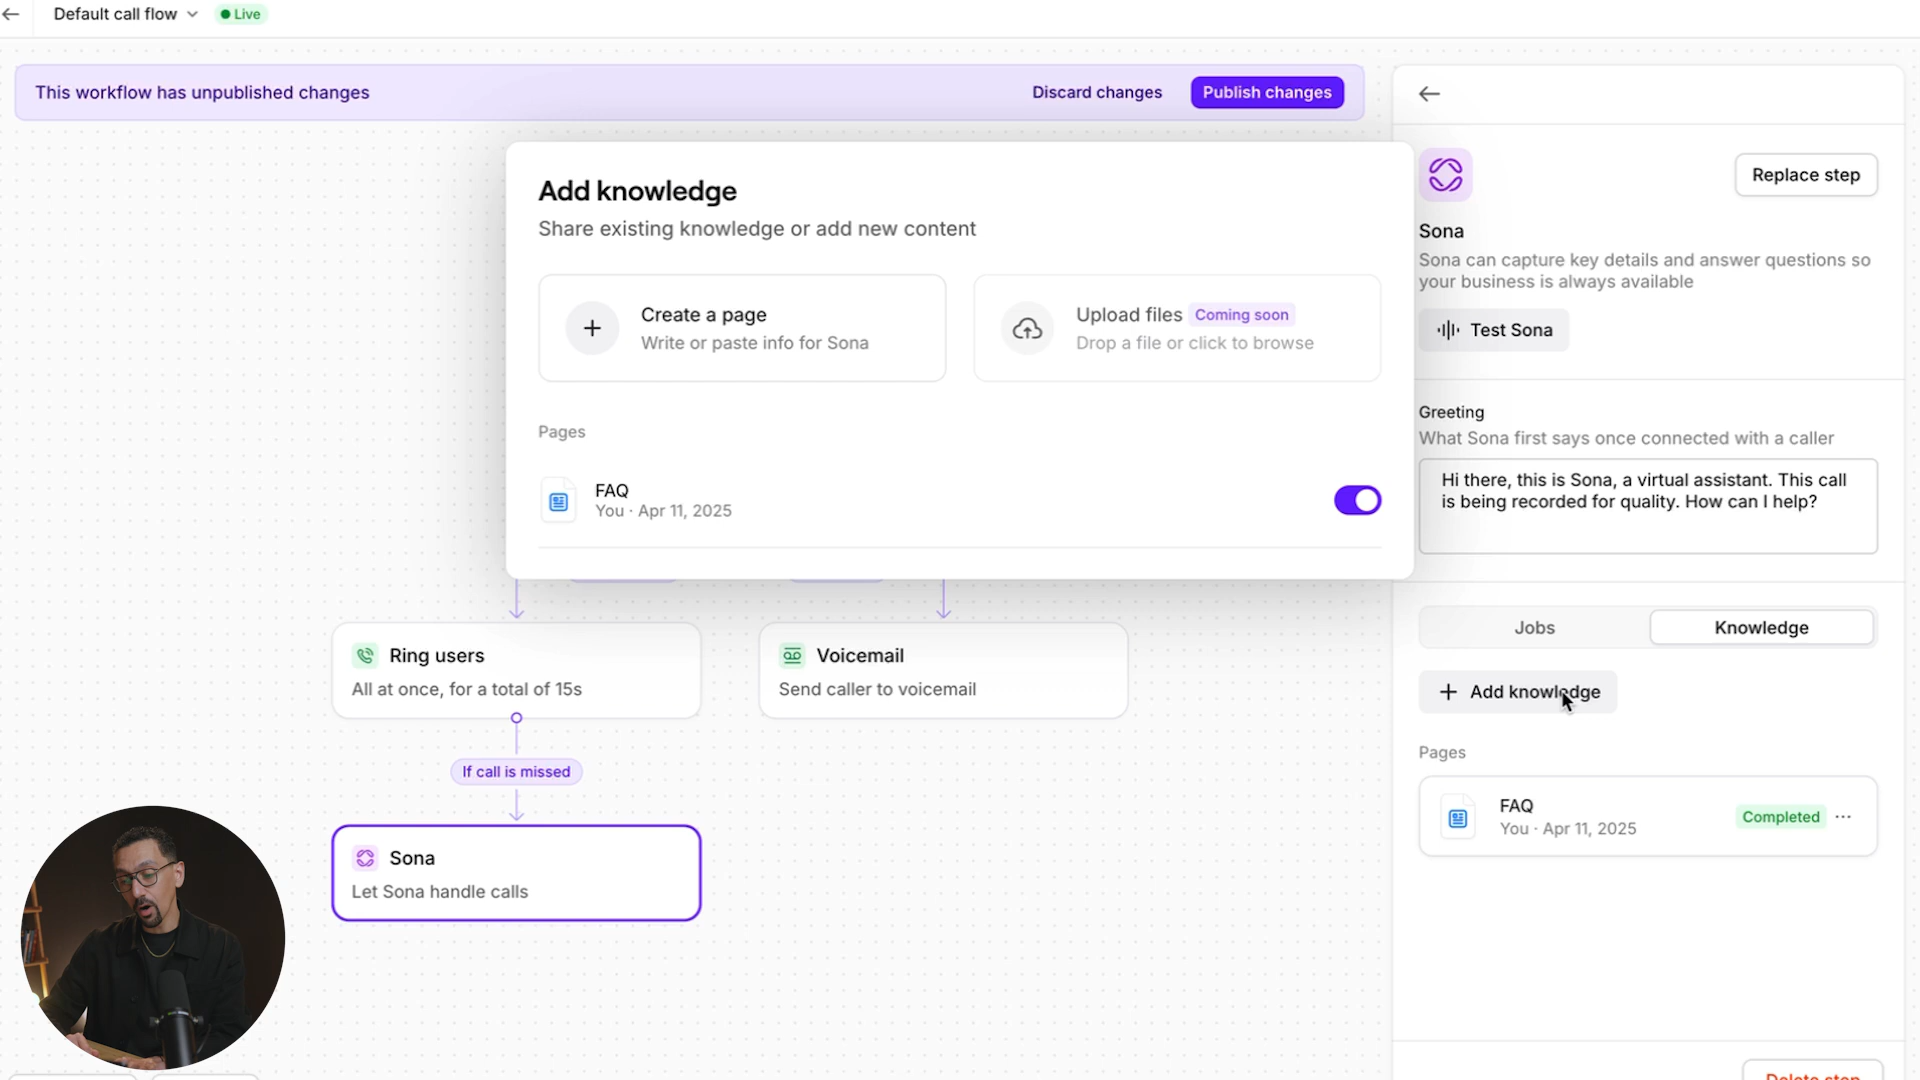 Default call flow
Live
This workflow has unpublished changes
Discard changes
Publish changes
Add knowledge
Share existing knowledge or add new content
Create a page
Write or paste info for Sona
Upload files
Coming soon
Drop a file or click to browse
Pages
FAQ
You · Apr 11, 2025
Ring users
All at once, for a total of 15s
Voicemail
Send caller to voicemail
If call is missed
Sona
Let Sona handle calls
Replace step
Sona
Sona can capture key details and answer questions so
your business is always available
Test Sona
Greeting
What Sona first says once connected with a caller
Hi there, this is Sona, a virtual assistant. This call
is being recorded for quality. How can I help?
Jobs
Knowledge
Add knowledge
Pages
FAQ
You · Apr 11, 2025
Completed
Delete step